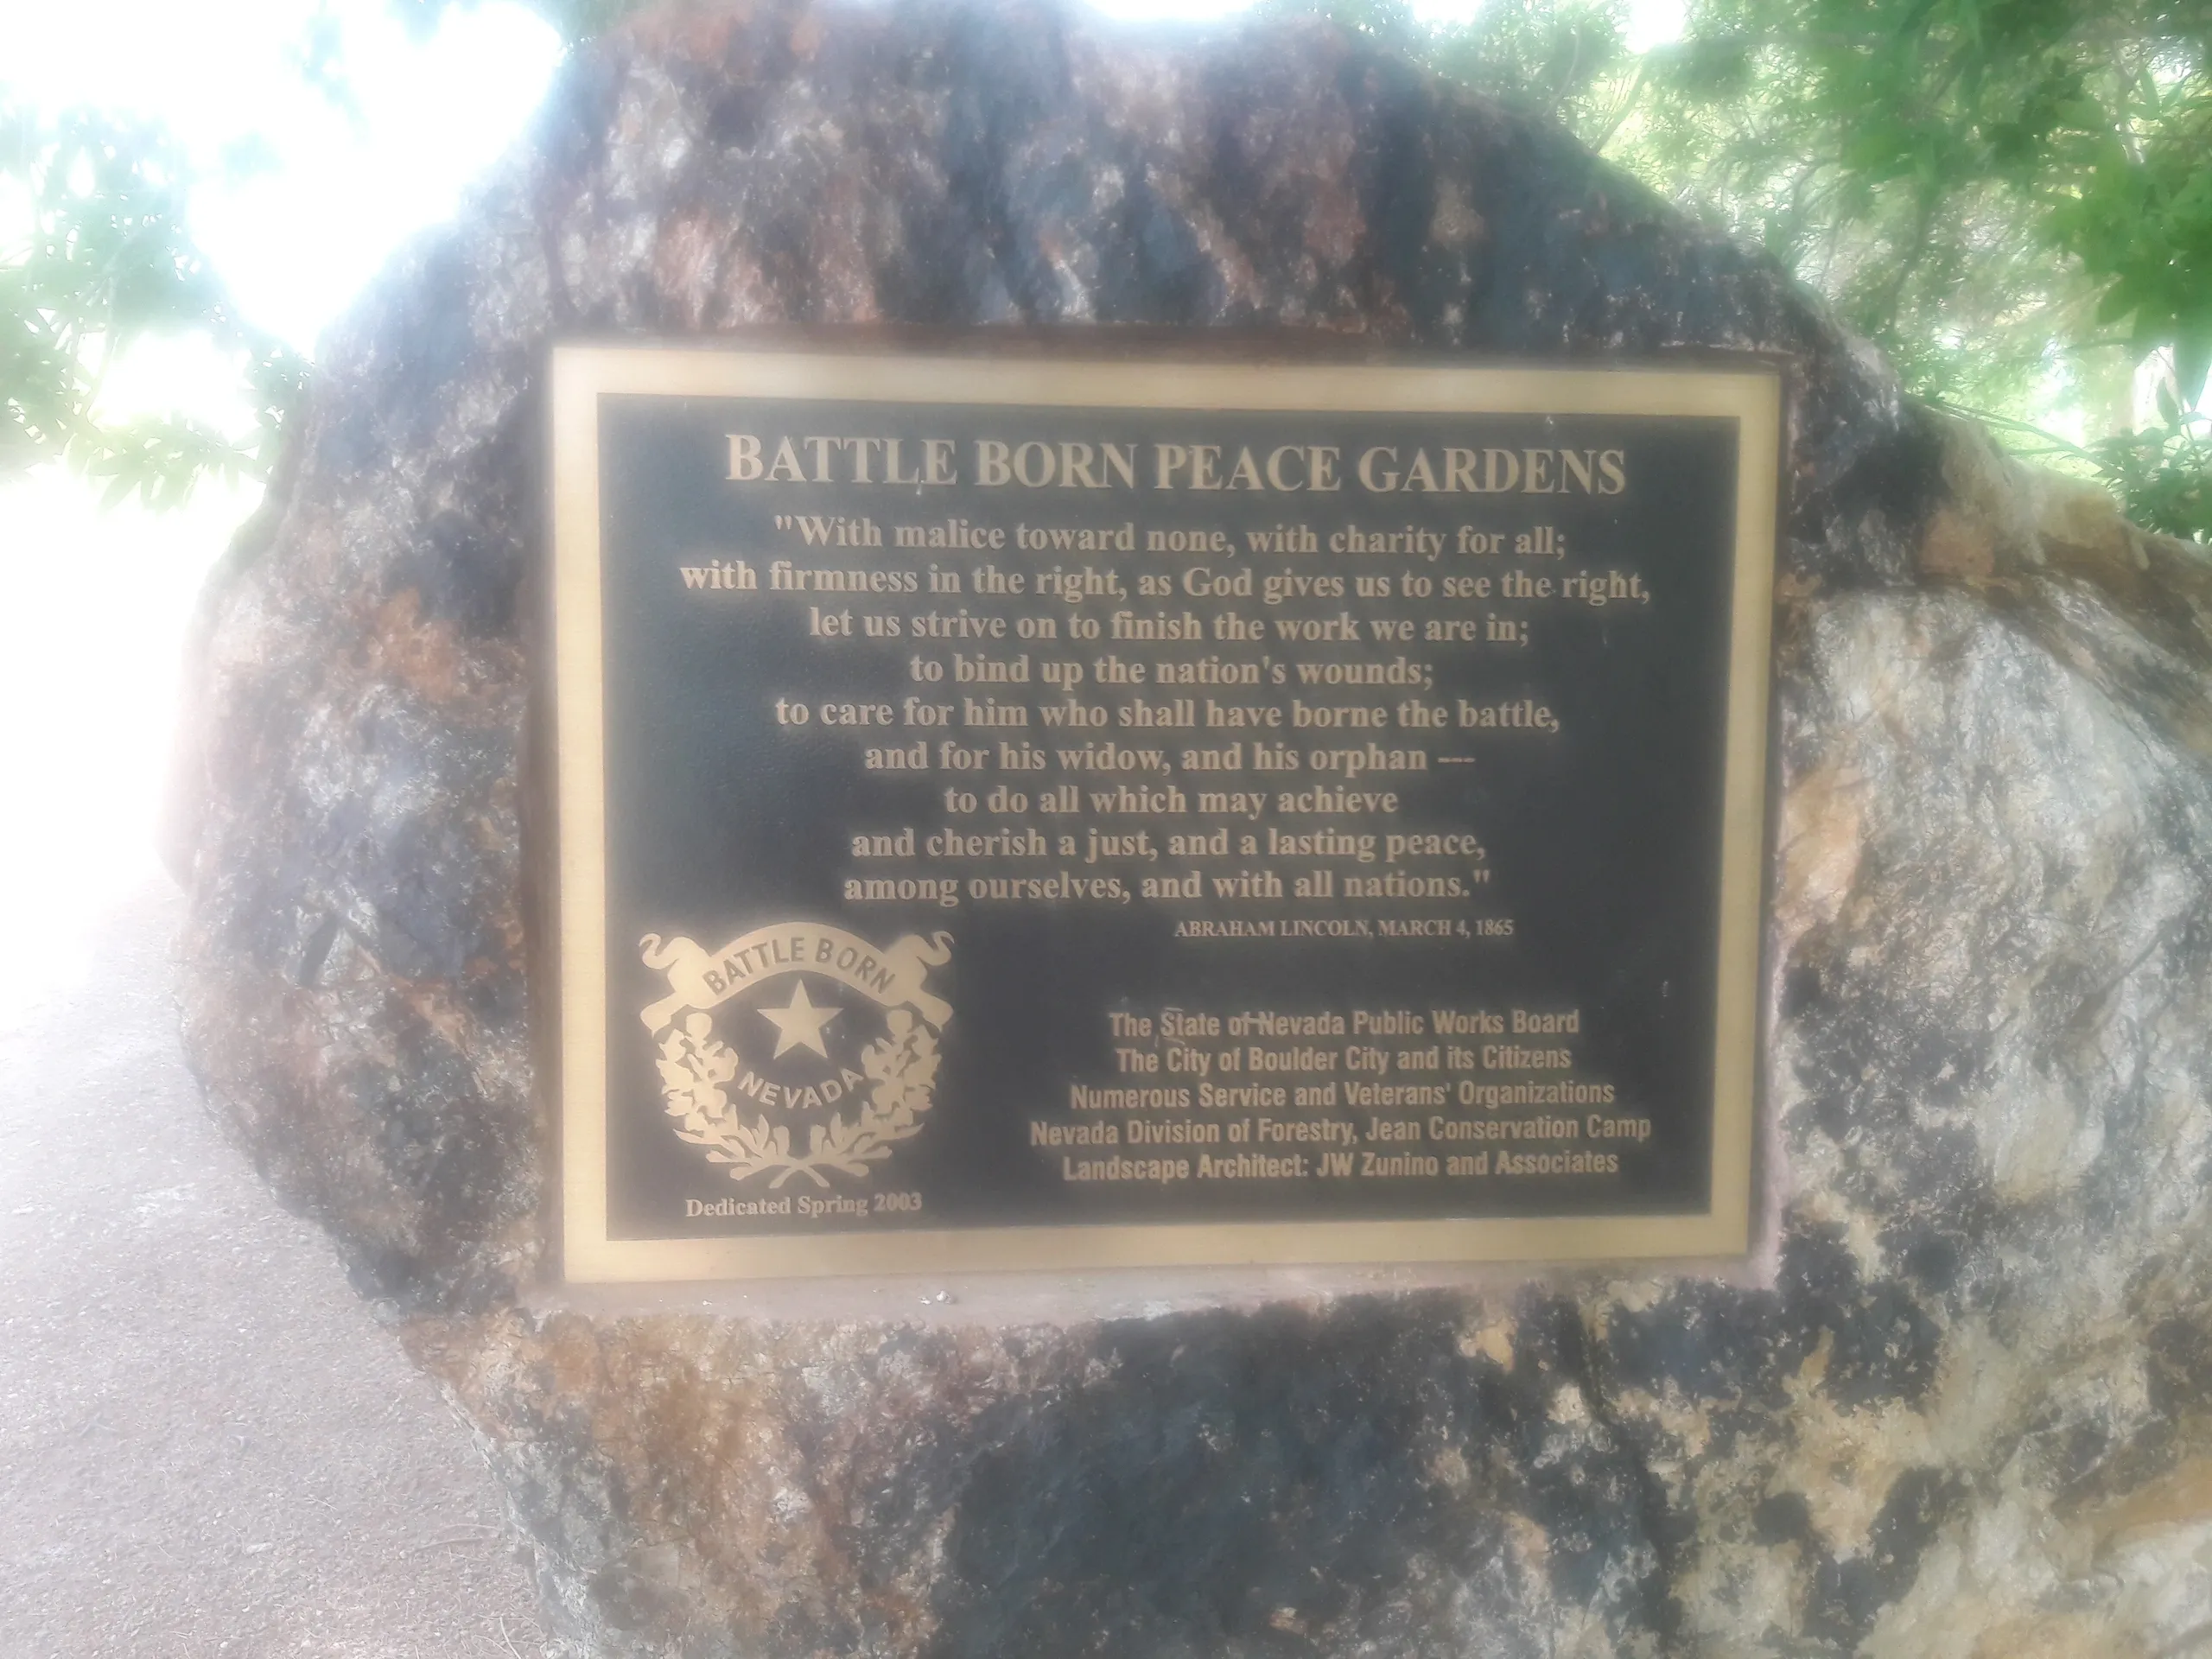 BATTLE BORN PEACE GARDENS
"With malice toward none, with charity for all;
with firmness in the right, as God gives us to see the right,
let us strive on to finish the work we are in;
to bind up the nation's wounds;
to care for him who shall have borne the battle,
and for his widow, and his orphan ---
to do all which may achieve
and cherish a just, and a lasting peace,
among ourselves, and with all nations."
ABRAHAM LINCOLN, MARCH 4, 1865
BATTLE BORN
NEVADA
Dedicated Spring 2003
The State of Nevada Public Works Board
The City of Boulder City and its Citizens
Numerous Service and Veterans' Organizations
Nevada Division of Forestry, Jean Conservation Camp
Landscape Architect: JW Zunino and Associates